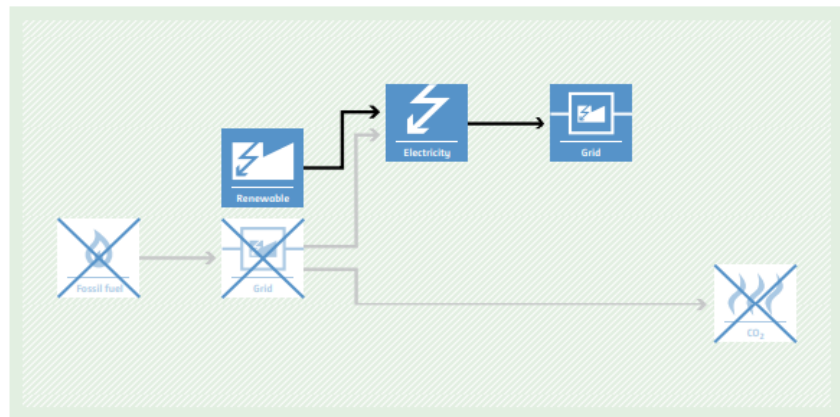 Electricity
Grid
Renewable
Fossil fuel
Grid
CO₂